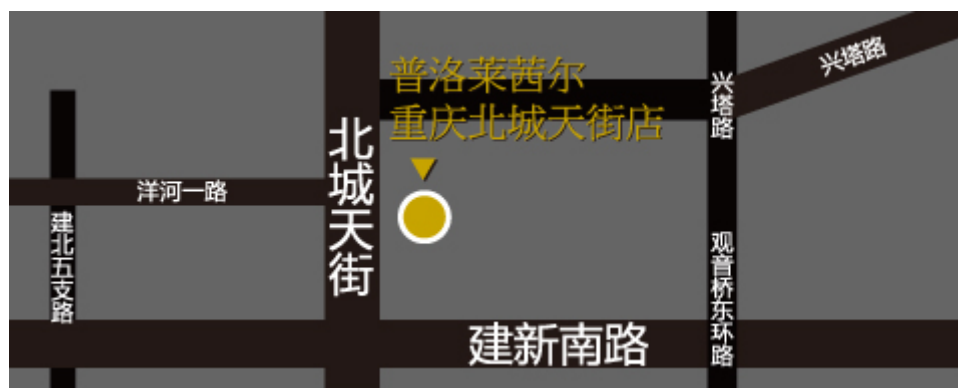 普洛莱茜尔
重庆北城天街店
兴塔路
兴塔路
北城天街
洋河一路
建北五支路
观音桥东环路
建新南路